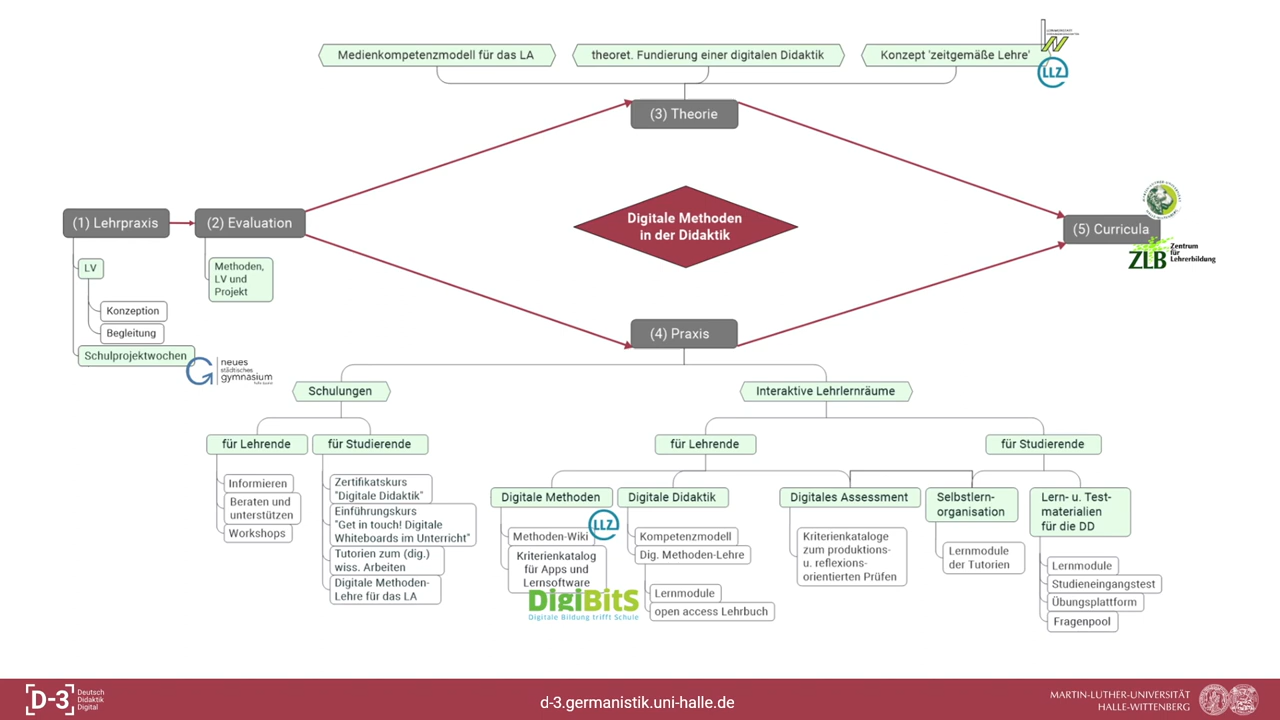 Medienkompetenzmodell für das LA
theoret. Fundierung einer digitalen Didaktik
Konzept 'zeitgemäße Lehre'
LLZ
(3) Theorie
Digitale Methoden
in der Didaktik
(1) Lehrpraxis
(2) Evaluation
(5) Curricula
ZLB
Zentrum
für
Lehrerbildung
LV
Konzeption
Begleitung
Schulprojektwochen
neues
städtisches
gymnasium
Methoden,
LV und
Projekt
(4) Praxis
Schulungen
Interaktive Lehrlernräume
für Lehrende
für Studierende
für Lehrende
für Studierende
Informieren
Beraten und
unterstützen
Workshops
Zertifikatskurs
"Digitale Didaktik"
Einführungskurs
"Get in touch! Digitale
Whiteboards im Unterricht"
Tutorien zum (dig.)
wiss. Arbeiten
Digitale Methoden-
Lehre für das LA
Digitale Methoden
Methoden-Wiki
LLZ
Kriterienkatalog
für Apps und
Lernsoftware
DigiBitS
Digitale Bildung trifft Schule
Digitale Didaktik
Kompetenzmodell
Dig. Methoden-Lehre
Lernmodule
open access Lehrbuch
Digitales Assessment
Kriterienkataloge
zum produktions-
u. reflexions-
orientierten Prüfen
Selbstlern-
organisation
Lernmodule
der Tutorien
Lern- u. Test-
materialien
für die DD
Lernmodule
Studieneingangstest
Übungsplattform
Fragenpool
D-3
Deutsch
Didaktik
Digital
d-3.germanistik.uni-halle.de
MARTIN-LUTHER-UNIVERSITÄT
HALLE-WITTENBERG